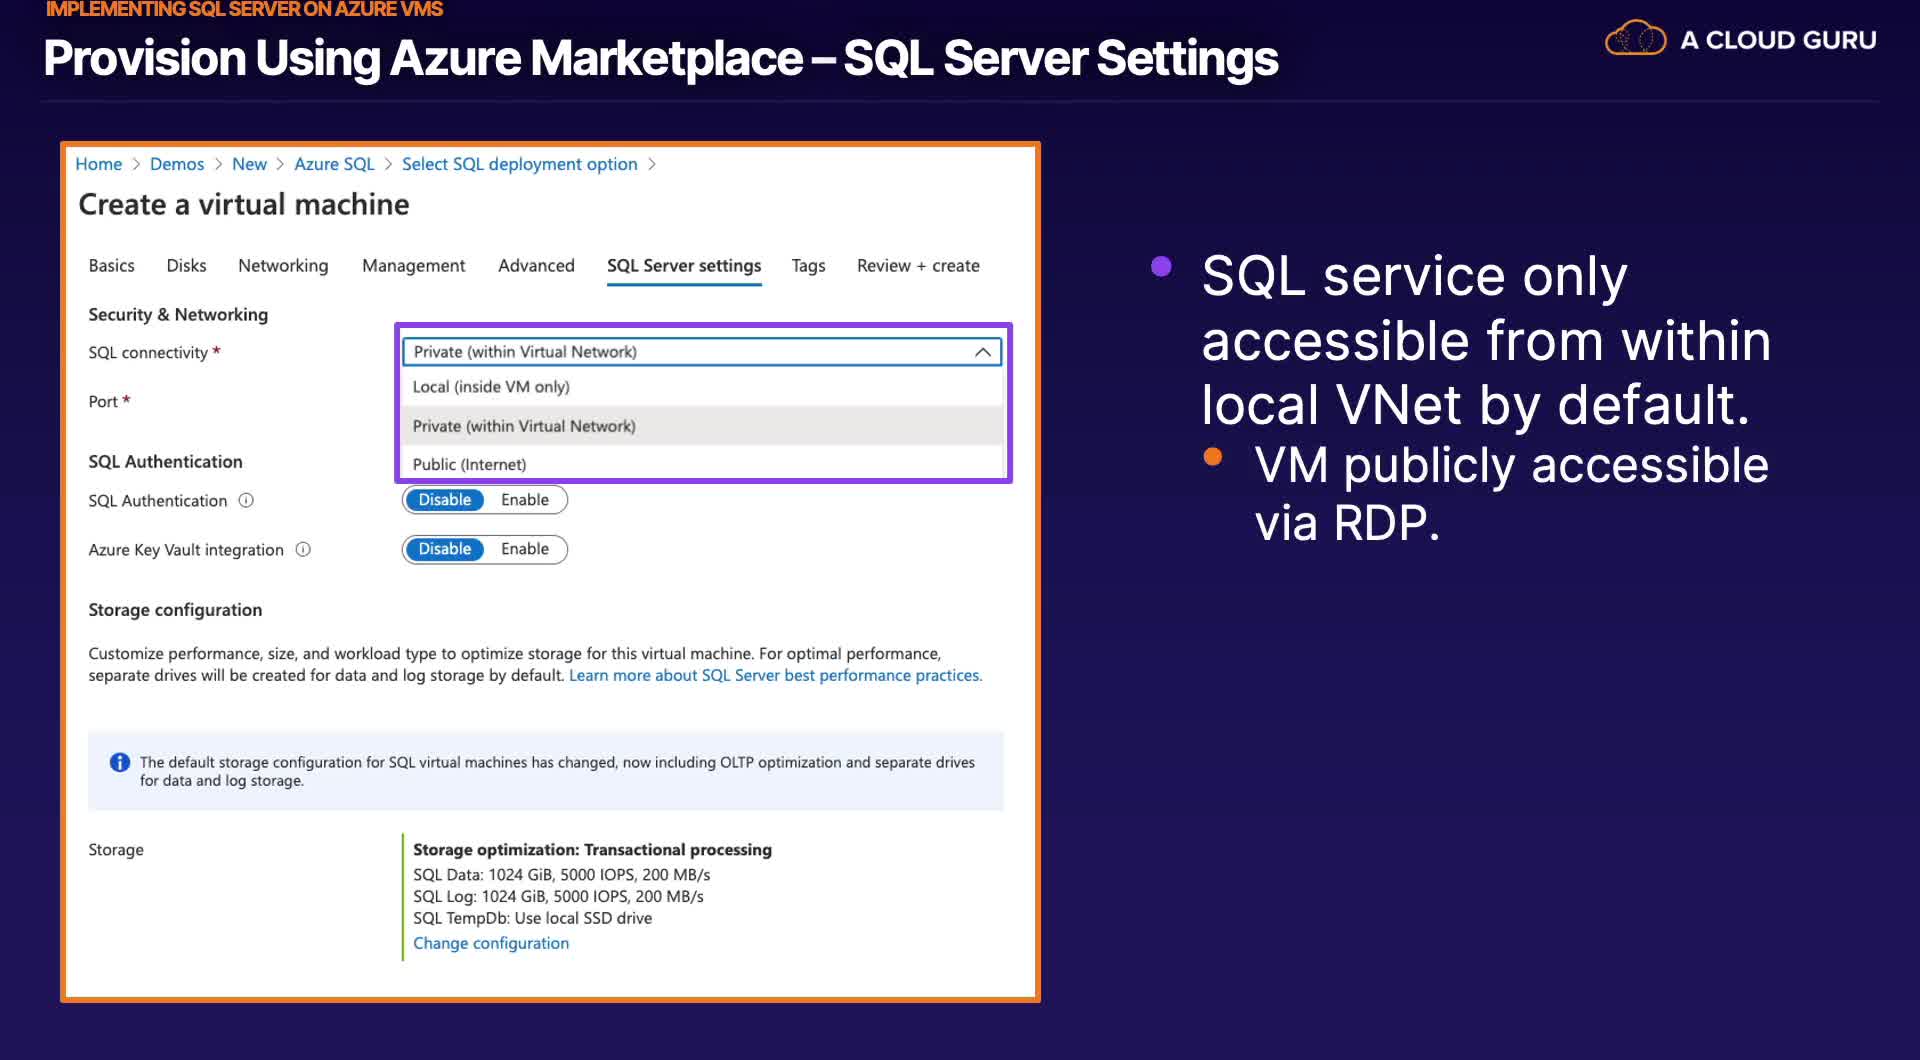 IMPLEMENTING SQL SERVER ON AZURE VMS
Provision Using Azure Marketplace – SQL Server Settings
A CLOUD GURU
Home > Demos > New > Azure SQL > Select SQL deployment option >
Create a virtual machine
Basics Disks Networking Management Advanced SQL Server settings Tags Review + create
Security & Networking
SQL connectivity *
Private (within Virtual Network)
Local (inside VM only)
Port *
Private (within Virtual Network)
Public (Internet)
SQL Authentication
SQL Authentication
Disable Enable
Azure Key Vault integration
Disable Enable
Storage configuration
Customize performance, size, and workload type to optimize storage for this virtual machine. For optimal performance,
separate drives will be created for data and log storage by default. Learn more about SQL Server best performance practices.
The default storage configuration for SQL virtual machines has changed, now including OLTP optimization and separate drives
for data and log storage.
Storage
Storage optimization: Transactional processing
SQL Data: 1024 GiB, 5000 IOPS, 200 MB/s
SQL Log: 1024 GiB, 5000 IOPS, 200 MB/s
SQL TempDb: Use local SSD drive
Change configuration
SQL service only
accessible from within
local VNet by default.
VM publicly accessible
via RDP.